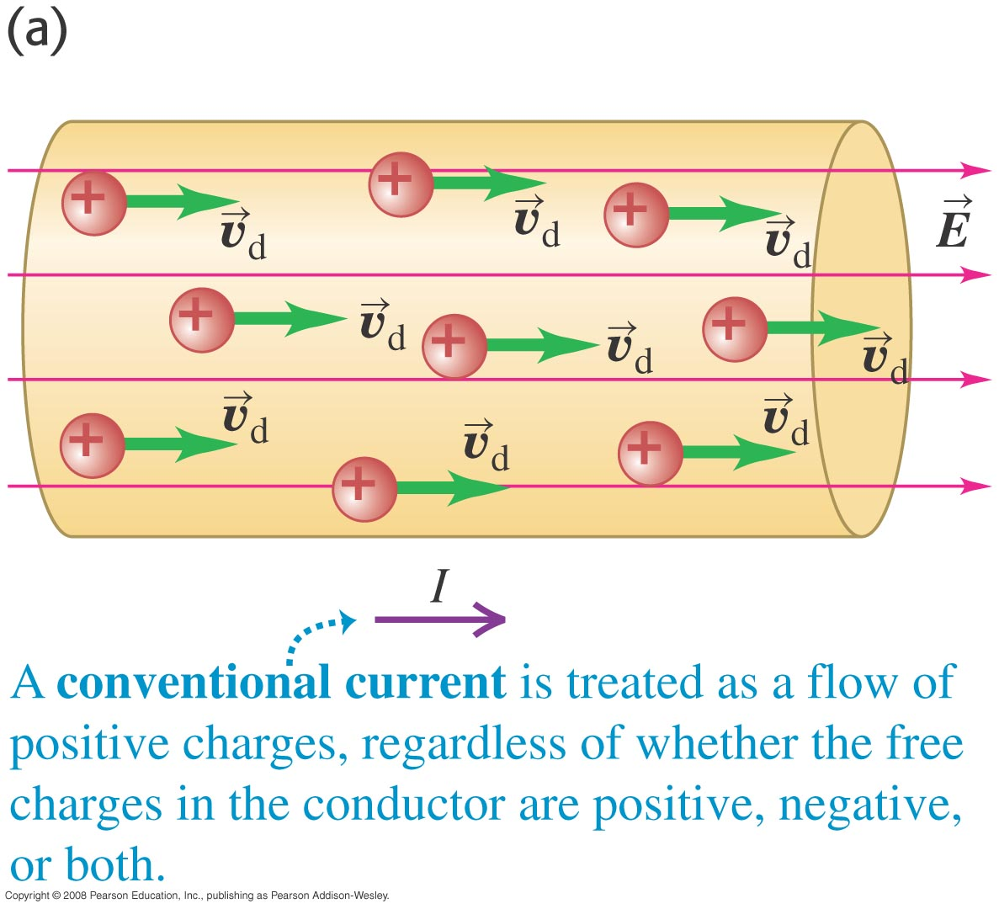 (a)
+ + +
v⃗d v⃗d v⃗d
E⃗
+ + +
v⃗d v⃗d v⃗d
+ + +
v⃗d v⃗d v⃗d
I
A conventional current is treated as a flow of
positive charges, regardless of whether the free
charges in the conductor are positive, negative,
or both.
Copyright © 2008 Pearson Education, Inc., publishing as Pearson Addison-Wesley.